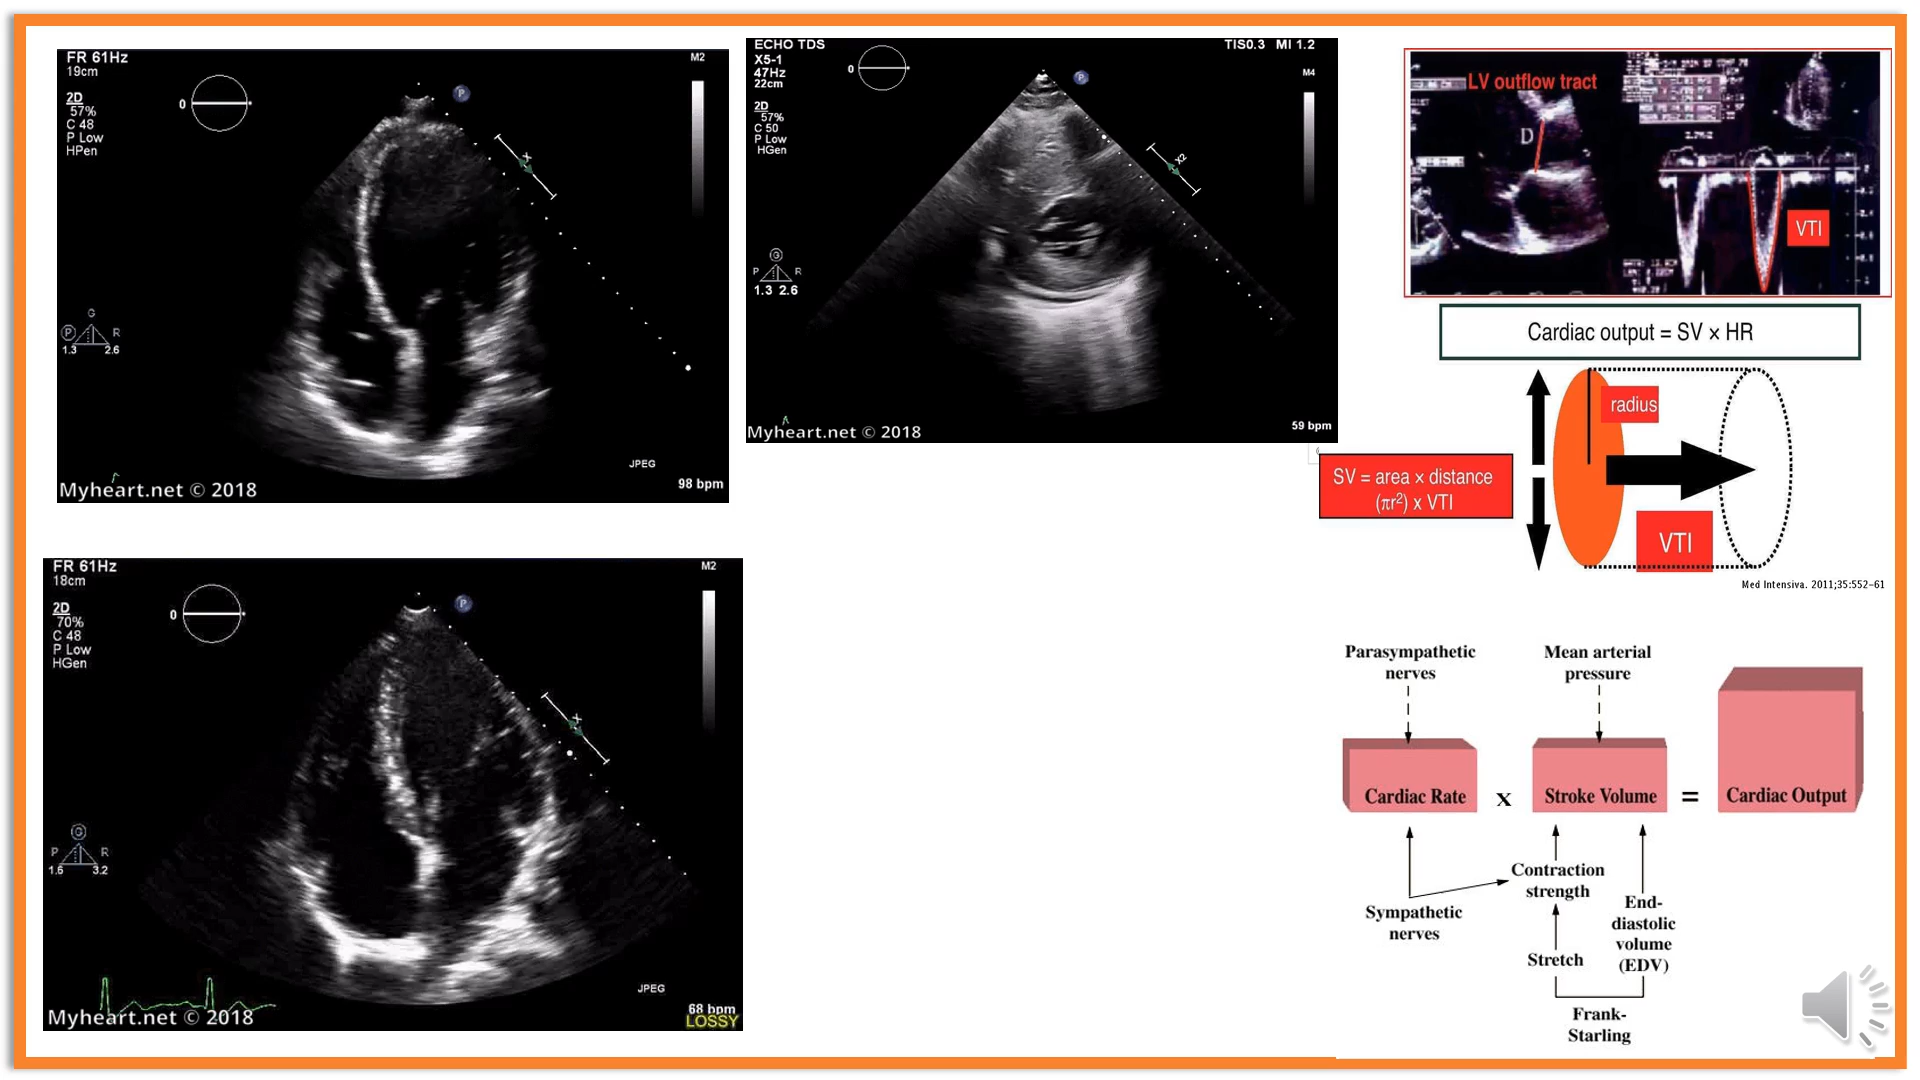 FR 61Hz
19cm
2D
57%
C 48
P Low
HPen
M2
0
P
X
G
P R
1.3 2.6
JPEG
98 bpm
Myheart.net © 2018
ECHO TDS
X5-1
47Hz
22cm
2D
57%
C 50
P Low
HGen
TIS0.3 MI 1.2
M4
0
P
X2
G
P R
1.3 2.6
59 bpm
Myheart.net © 2018
LV outflow tract
D
VTI
Cardiac output = SV × HR
radius
SV = area × distance
(πr²) x VTI
VTI
Med Intensiva. 2011;35:552-61
FR 61Hz
18cm
2D
70%
C 48
P Low
HGen
M2
0
P
X
G
P R
1.6 3.2
JPEG
68 bpm
LOSSY
Myheart.net © 2018
Parasympathetic
nerves
Mean arterial
pressure
Cardiac Rate x Stroke Volume = Cardiac Output
Contraction
strength
Sympathetic
nerves
End-
diastolic
volume
(EDV)
Stretch
Frank-
Starling